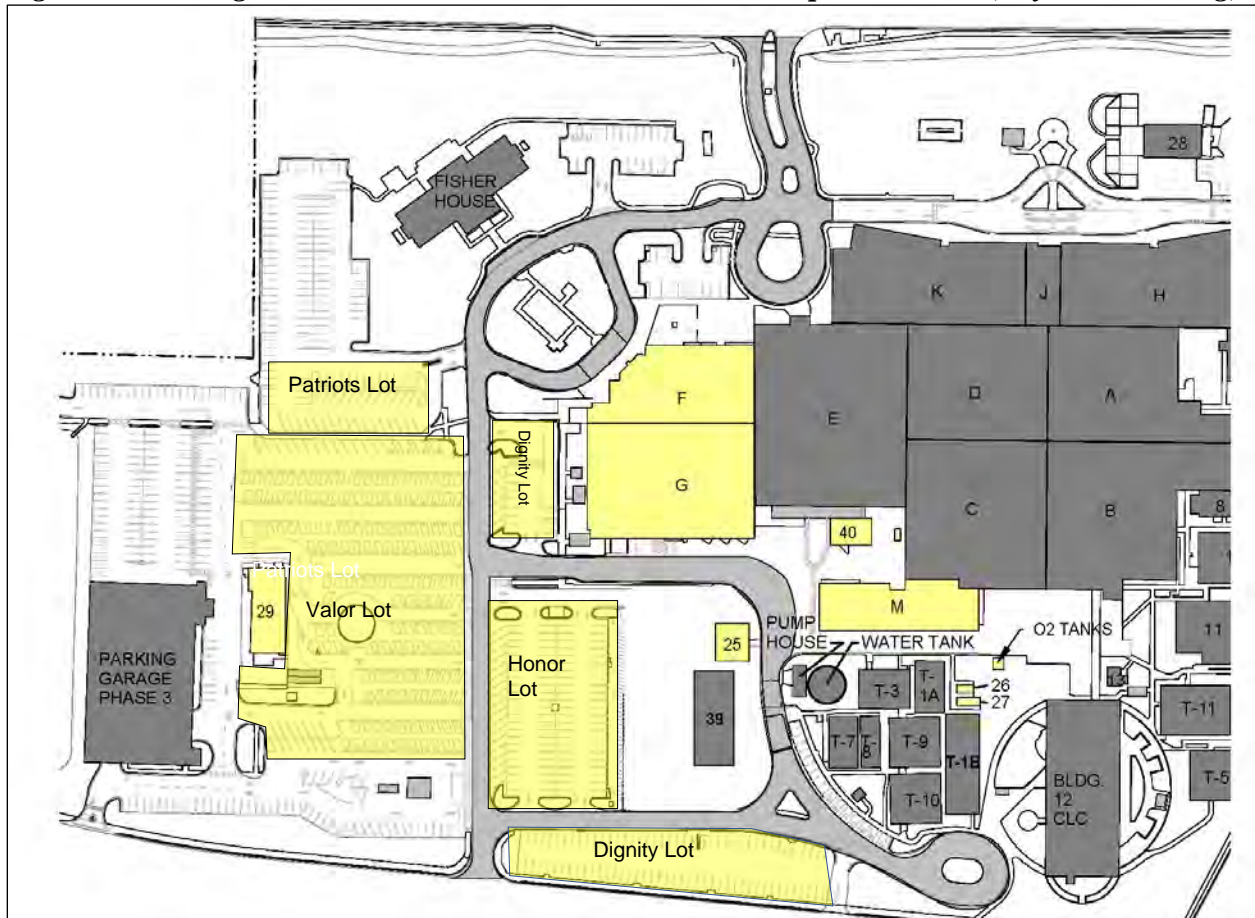 28
FISHER
HOUSE
K
J
H
Patriots Lot
F
E
D
A
Dignity Lot
G
C
B
8
40
Patriots Lot
29
Valor Lot
M
PUMP
HOUSE
WATER TANK
O2 TANKS
25
11
Honor
Lot
PARKING
GARAGE
PHASE 3
39
T-3
T-
1A
26
27
T-11
T-7
T-
8
T-9
T-1B
T-10
BLDG.
12
CLC
T-5
Dignity Lot